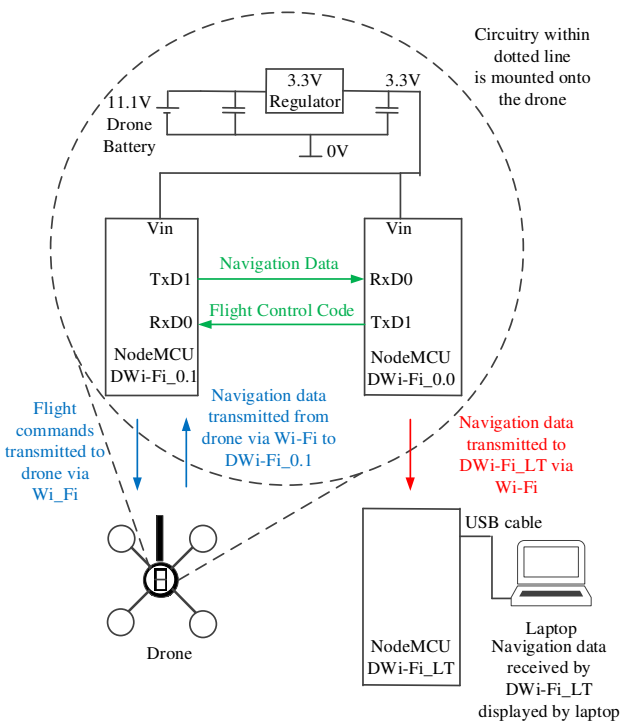 Circuitry within
dotted line
is mounted onto
the drone
11.1V
Drone
Battery
3.3V
Regulator
3.3V
0V
Vin
Vin
TxD1
Navigation Data
RxD0
RxD0
Flight Control Code
TxD1
NodeMCU
DWi-Fi_0.1
NodeMCU
DWi-Fi_0.0
Flight
commands
transmitted to
drone via
Wi_Fi
Navigation data
transmitted from
drone via Wi-Fi to
DWi-Fi_0.1
Navigation data
transmitted to
DWi-Fi_LT via
Wi-Fi
USB cable
Drone
NodeMCU
DWi-Fi_LT
Laptop
Navigation data
received by
DWi-Fi_LT
displayed by laptop